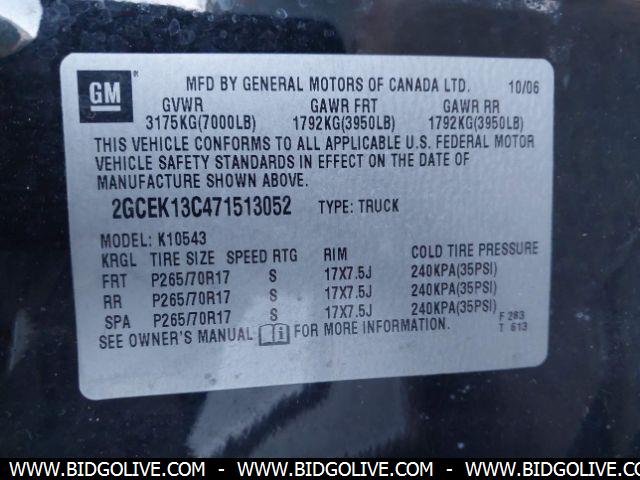 GM ® MFD BY GENERAL MOTORS OF CANADA LTD. 10/06
GVWR GAWR FRT GAWR RR
3175KG(7000LB) 1792KG(3950LB) 1792KG(3950LB)
THIS VEHICLE CONFORMS TO ALL APPLICABLE U.S. FEDERAL MOTOR
VEHICLE SAFETY STANDARDS IN EFFECT ON THE DATE OF
MANUFACTURE SHOWN ABOVE.
2GCEK13C471513052 TYPE: TRUCK
MODEL: K10543
KRGL TIRE SIZE SPEED RTG RIM COLD TIRE PRESSURE
FRT P265/70R17 S 17X7.5J 240KPA(35PSI)
RR P265/70R17 S 17X7.5J 240KPA(35PSI)
SPA P265/70R17 S 17X7.5J 240KPA(35PSI)
SEE OWNER'S MANUAL FOR MORE INFORMATION.
F 283
T 613
WWW.BIDGOLIVE.COM - WWW.BIDGOLIVE.COM - WWW.BIDGOLIVE.COM